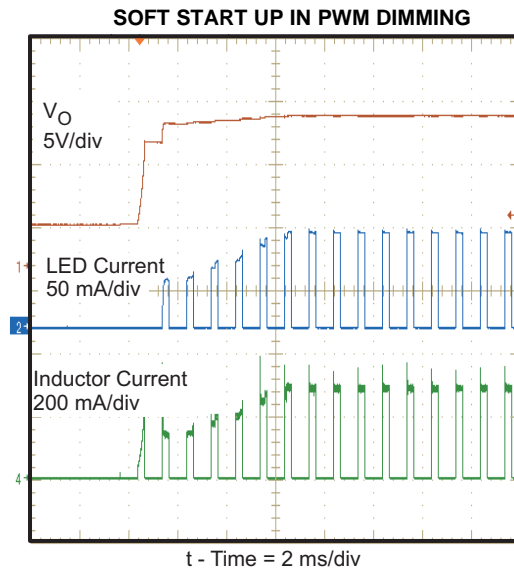 SOFT START UP IN PWM DIMMING
VO
5V/div
1
LED Current
50 mA/div
2
Inductor Current
200 mA/div
4
t - Time = 2 ms/div